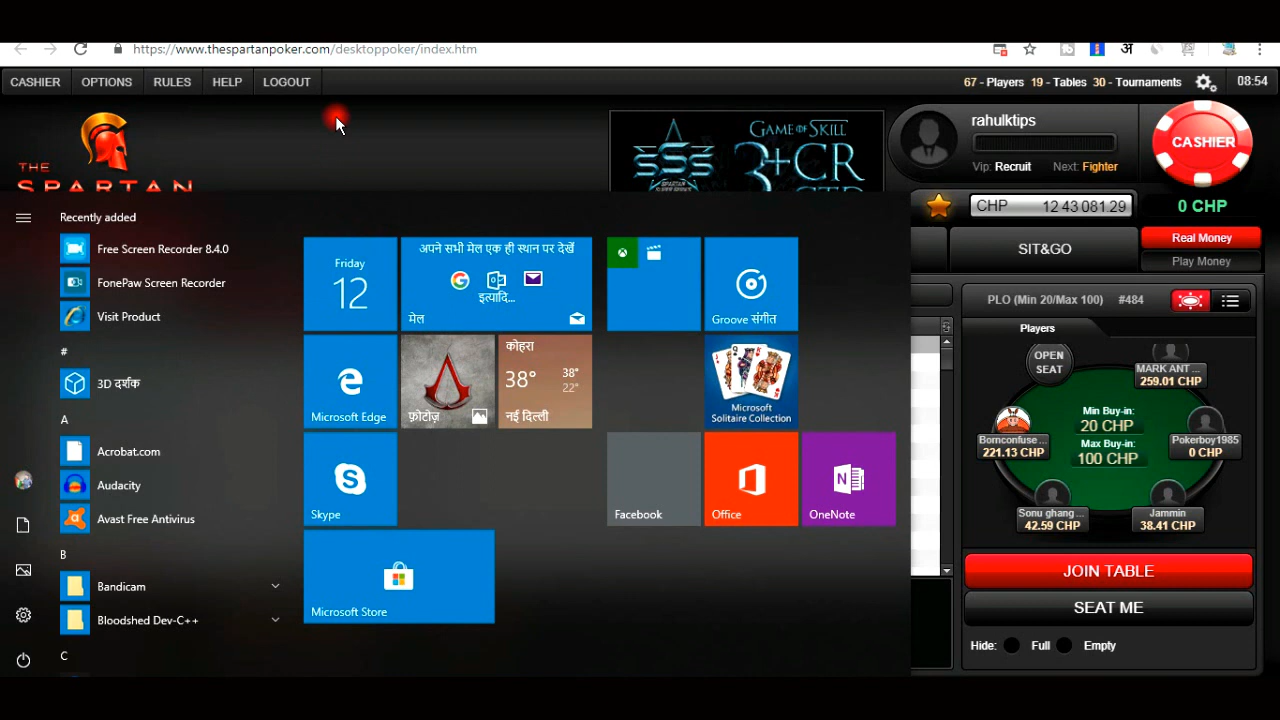 https://www.thespartanpoker.com/desktoppoker/index.htm
CASHIER OPTIONS RULES HELP LOGOUT
67 - Players 19 - Tables 30 - Tournaments 08:54
THE
SPARTAN
SSS
GAME OF SKILL
3+CR
rahulktips
Vip: Recruit Next: Fighter
CASHIER
CHP 12 43 081.29
0 CHP
SIT&GO
Real Money
Play Money
Recently added
Free Screen Recorder 8.4.0
FonePaw Screen Recorder
Visit Product
#
3D दर्शक
A
Acrobat.com
Audacity
Avast Free Antivirus
B
Bandicam
Bloodshed Dev-C++
C
Friday
12
अपने सभी मेल एक ही स्थान पर देखें
इत्यादि...
मेल
Groove संगीत
Microsoft Edge
फ़ोटोज़
कोहरा
38° 38°
22°
नई दिल्ली
Microsoft
Solitaire Collection
Skype
Facebook
Office
OneNote
Microsoft Store
PLO (Min 20/Max 100) #484
Players
OPEN
SEAT
MARK ANT ...
259.01 CHP
Min Buy-in:
20 CHP
Max Buy-in:
100 CHP
Bornconfuse ...
221.13 CHP
Pokerboy1985
0 CHP
Sonu ghang ...
42.59 CHP
Jammin
38.41 CHP
JOIN TABLE
SEAT ME
Hide: Full Empty